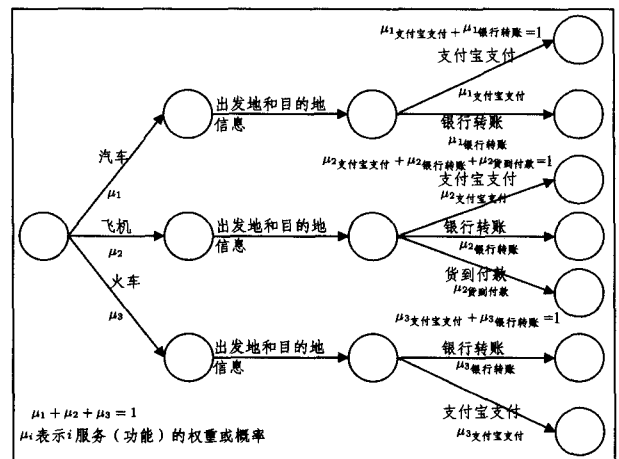 μ1支付宝支付+μ1银行转账=1
支付宝支付
μ1支付宝支付
出发地和目的地
信息
银行转账
μ1银行转账
汽车
μ1
μ2支付宝支付+μ2银行转账+μ2货到付款=1
支付宝支付
μ2支付宝支付
飞机
μ2
出发地和目的地
信息
银行转账
μ2银行转账
货到付款
μ2货到付款
火车
μ3
μ3支付宝支付+μ3银行转账=1
出发地和目的地
信息
银行转账
μ3银行转账
支付宝支付
μ3支付宝支付
μ1+μ2+μ3=1
μi表示i服务（功能）的权重或概率